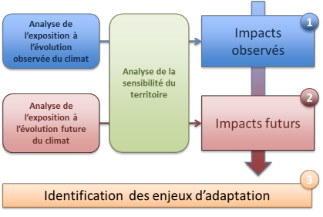 Analyse de
l'exposition à
l'évolution
observée du climat
Analyse de la
sensibilité du
territoire
1
Impacts
observés
Analyse de
l'exposition à
l'évolution future
du climat
2
Impacts futurs
3
Identification des enjeux d'adaptation